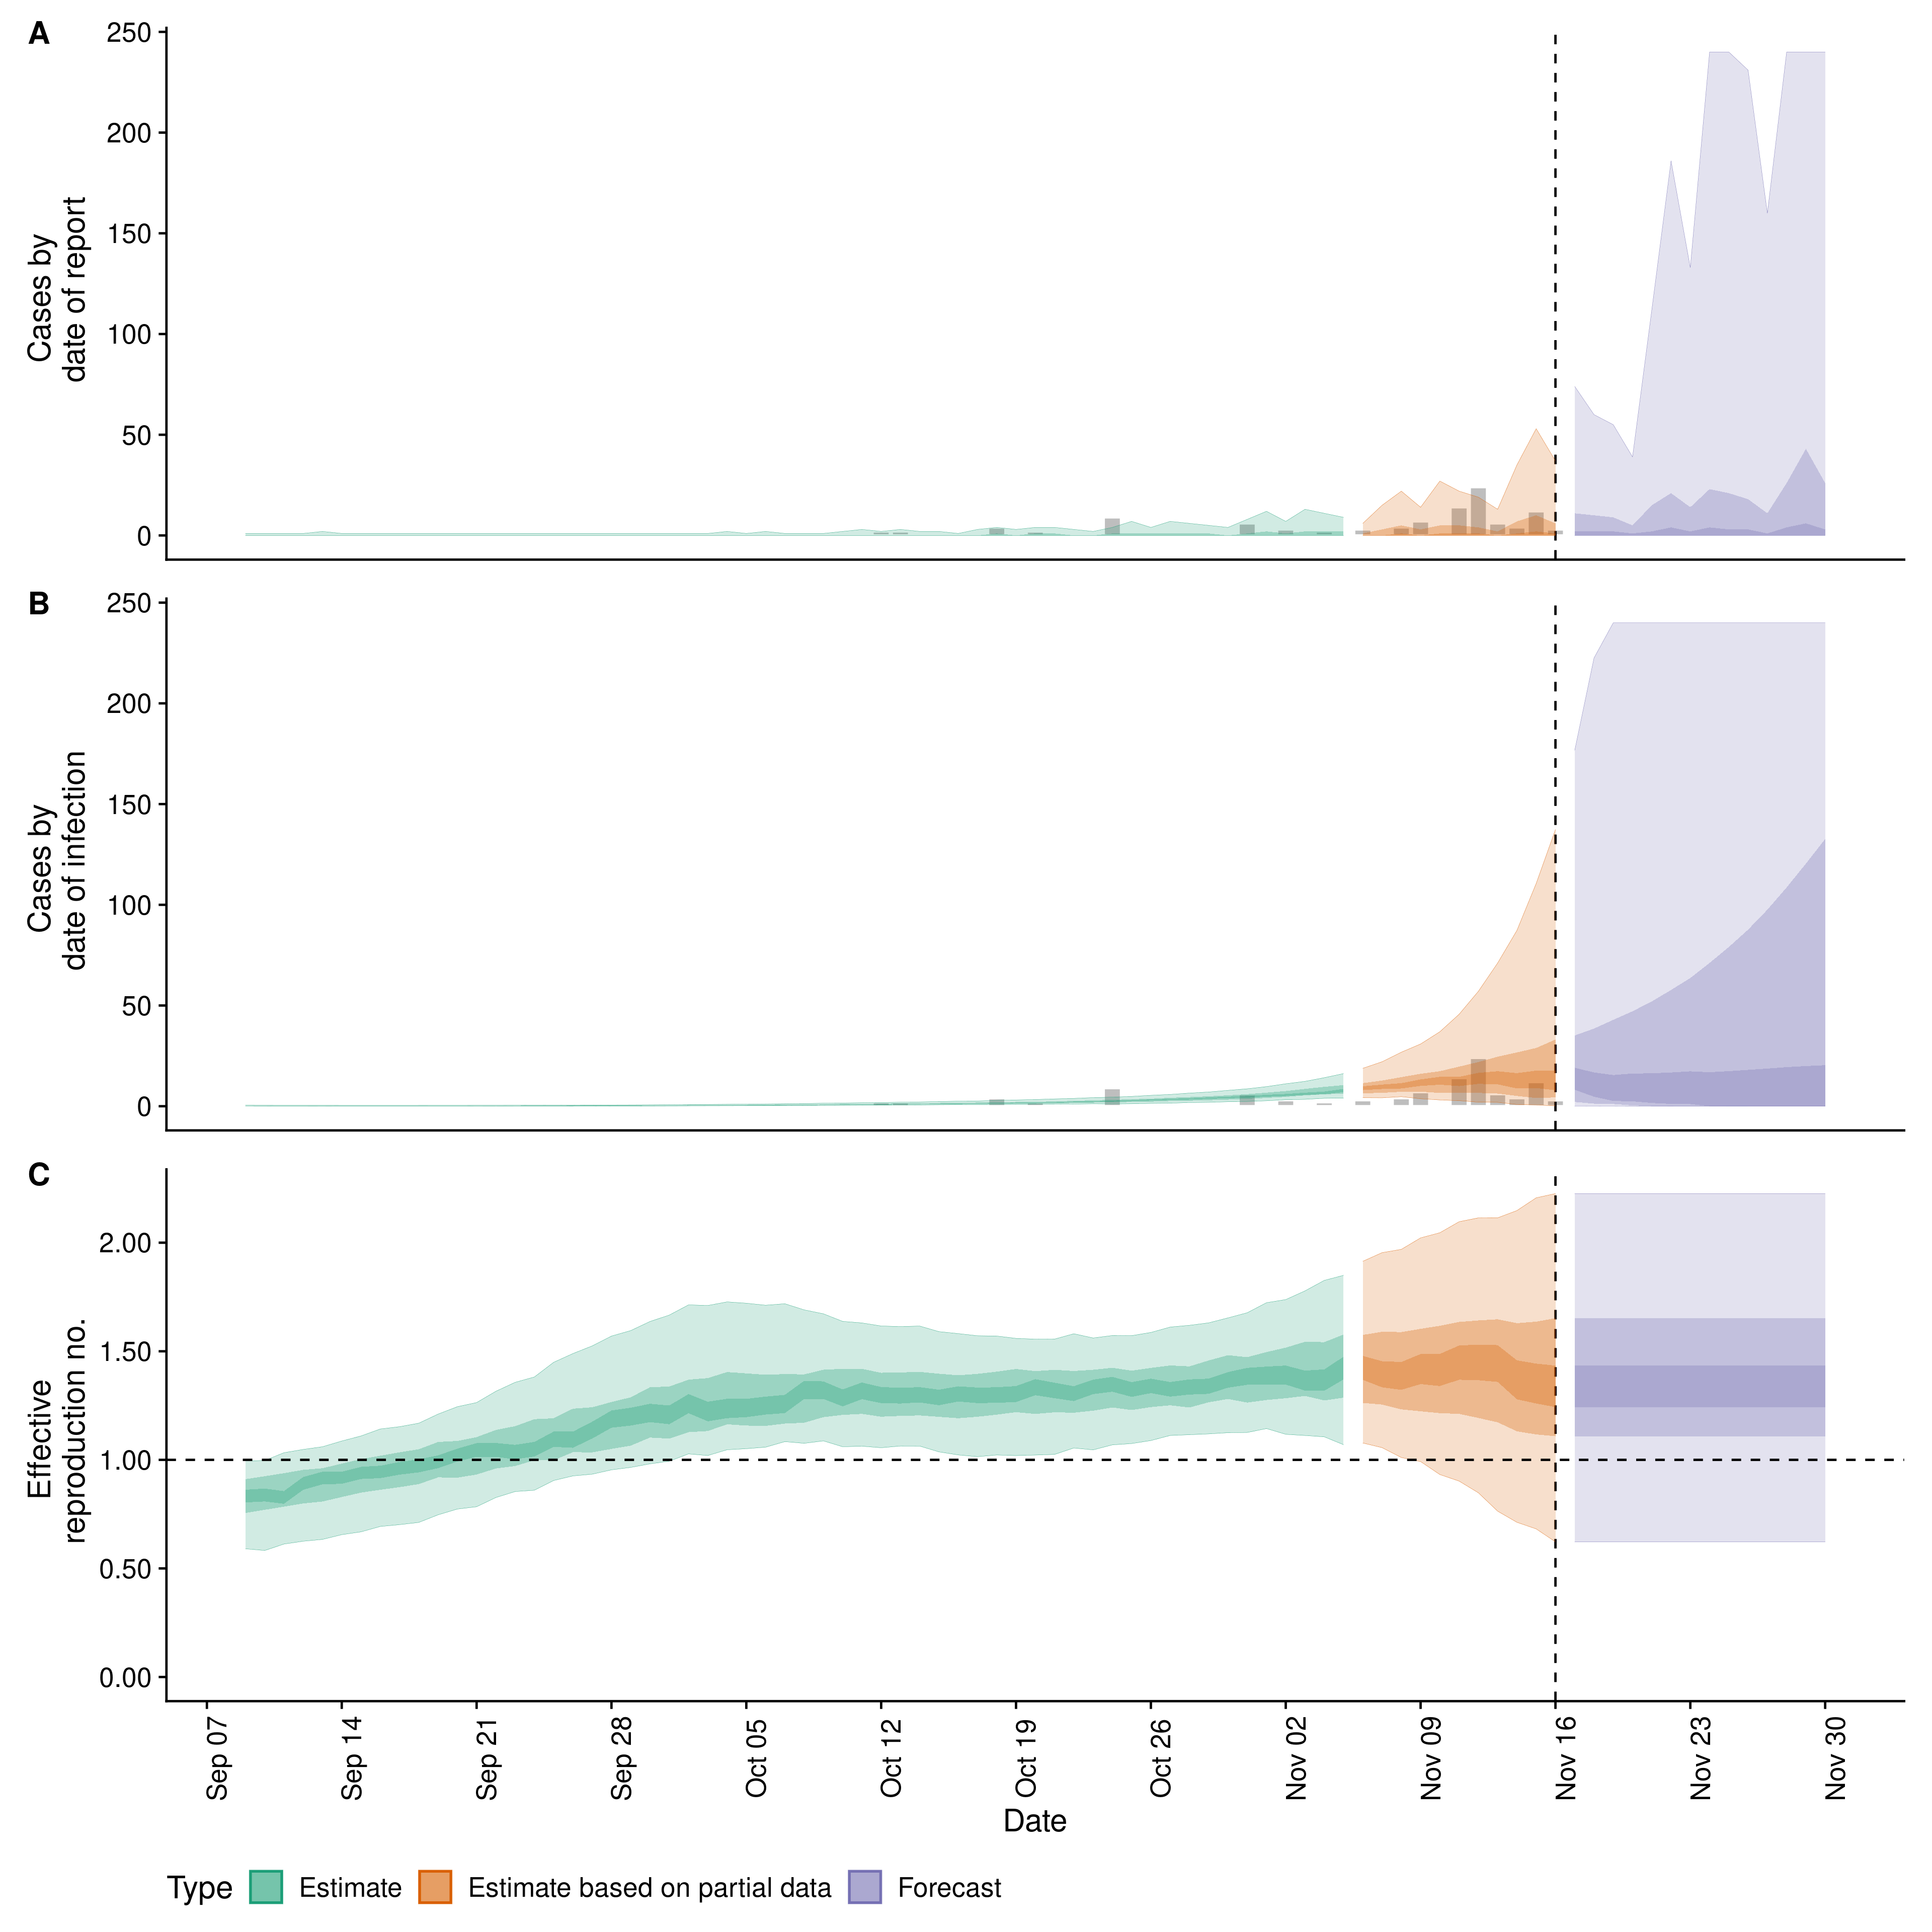 A
250
200
150
100
50
0
Cases by
date of report
B
250
200
150
100
50
0
Cases by
date of infection
C
2.00
1.50
1.00
0.50
0.00
Effective
reproduction no.
Sep 07
Sep 14
Sep 21
Sep 28
Oct 05
Oct 12
Oct 19
Oct 26
Nov 02
Nov 09
Nov 16
Nov 23
Nov 30
Date
Type Estimate Estimate based on partial data Forecast